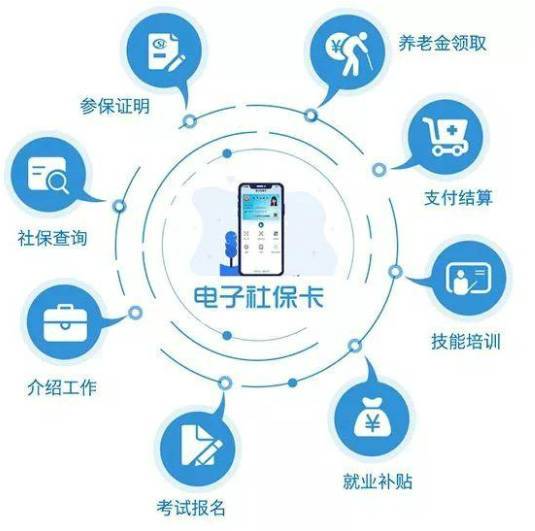 养老金领取
参保证明
支付结算
社保查询
电子社保卡
技能培训
介绍工作
就业补贴
考试报名